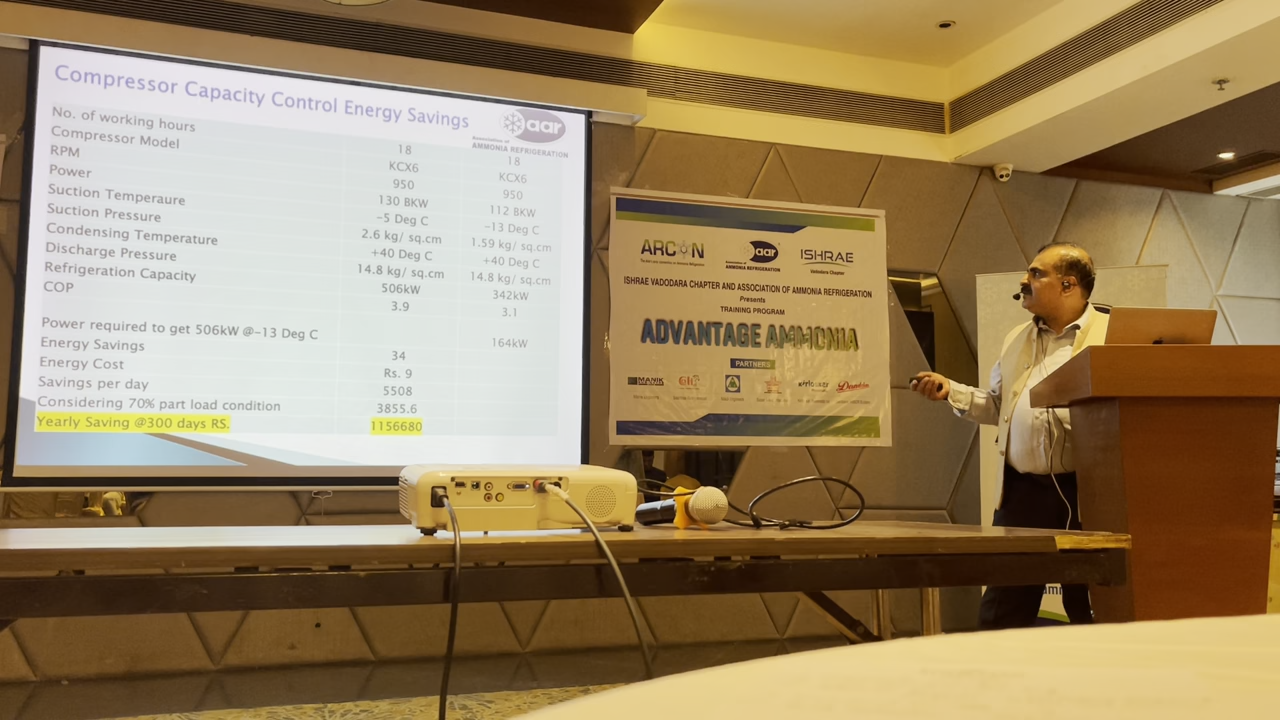 Compressor Capacity Control Energy Savings
aar
Association of
AMMONIA REFRIGERATION
No. of working hours 18 18
Compressor Model KCX6 KCX6
RPM 950 950
Power 130 BKW 112 BKW
Suction Temperaure -5 Deg C -13 Deg C
Suction Pressure 2.6 kg/ sq.cm 1.59 kg/ sq.cm
Condensing Temperature +40 Deg C +40 Deg C
Discharge Pressure 14.8 kg/ sq.cm 14.8 kg/ sq.cm
Refrigeration Capacity 506kW 342kW
COP 3.9 3.1
Power required to get 506kW @-13 Deg C 164kW
Energy Savings 34
Energy Cost Rs. 9
Savings per day 5508
Considering 70% part load condition 3855.6
Yearly Saving @300 days RS. 1156680
ARCON
aar
Association of
AMMONIA REFRIGERATION
ISHRAE
Vadodara Chapter
ISHRAE VADODARA CHAPTER AND ASSOCIATION OF AMMONIA REFRIGERATION
Presents
TRAINING PROGRAM
ADVANTAGE AMMONIA
PARTNERS
MANIK
Kirloskar